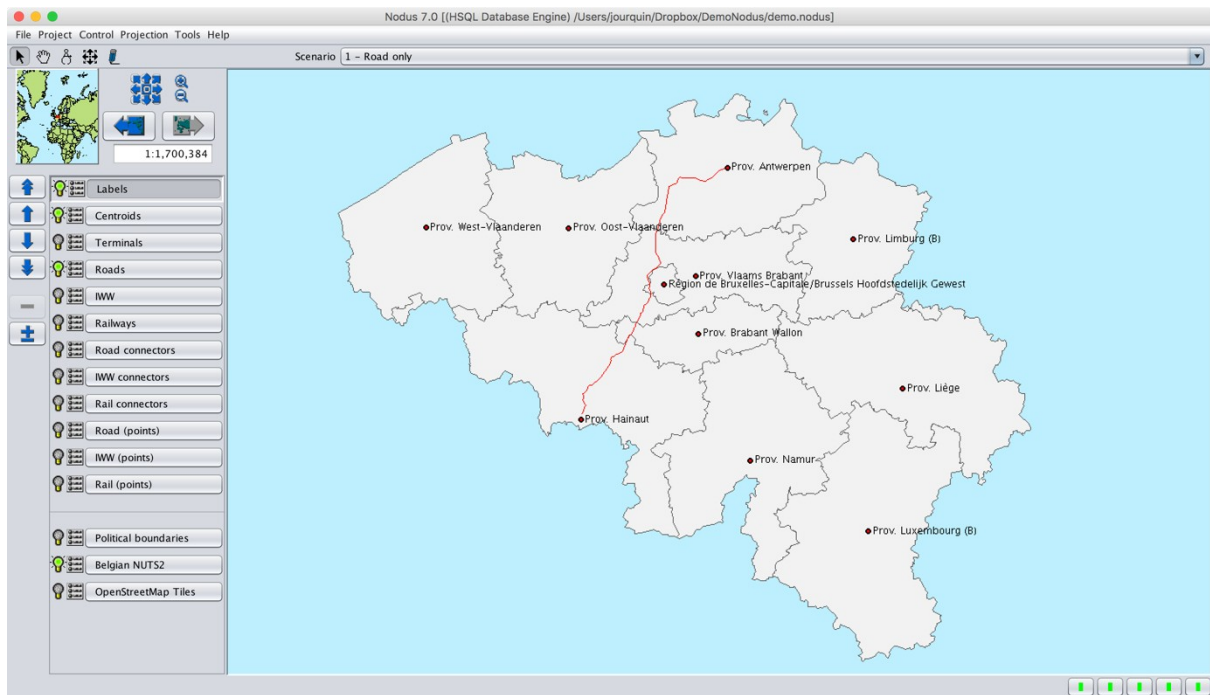 Nodus 7.0 [(HSQL Database Engine) /Users/jourquin/Dropbox/DemoNodus/demo.nodus]
File Project Control Projection Tools Help
Scenario 1 - Road only
1:1,700,384
Labels
Centroids
Terminals
Roads
IWW
Railways
Road connectors
IWW connectors
Rail connectors
Road (points)
IWW (points)
Rail (points)
Political boundaries
Belgian NUTS2
OpenStreetMap Tiles
Prov. Antwerpen
Prov. West-Vlaanderen
Prov. Oost-Vlaanderen
Prov. Limburg (B)
Prov. Vlaams Brabant
Région de Bruxelles-Capitale/Brussels Hoofdstedelijk Gewest
Prov. Brabant Wallon
Prov. Liège
Prov. Hainaut
Prov. Namur
Prov. Luxembourg (B)